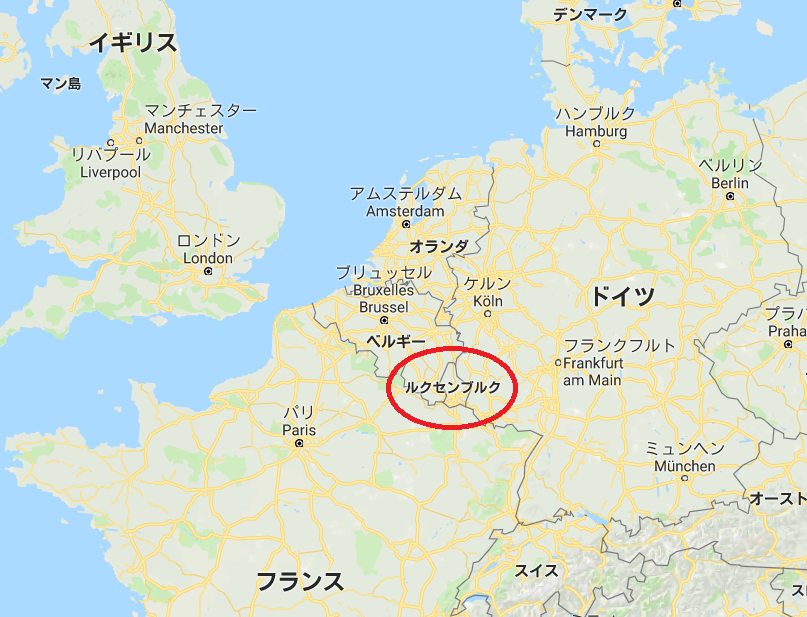 デンマーク
イギリス
マン島
マンチェスター
Manchester
ハンブルク
Hamburg
リバプール
Liverpool
ベルリン
Berlin
アムステルダム
Amsterdam
ロンドン
London
オランダ
ブリュッセル
Bruxelles
Brussel
ケルン
Köln
ドイツ
プラハ
Praha
ベルギー
フランクフルト
Frankfurt
am Main
ルクセンブルク
パリ
Paris
ミュンヘン
München
オースト
スイス
フランス